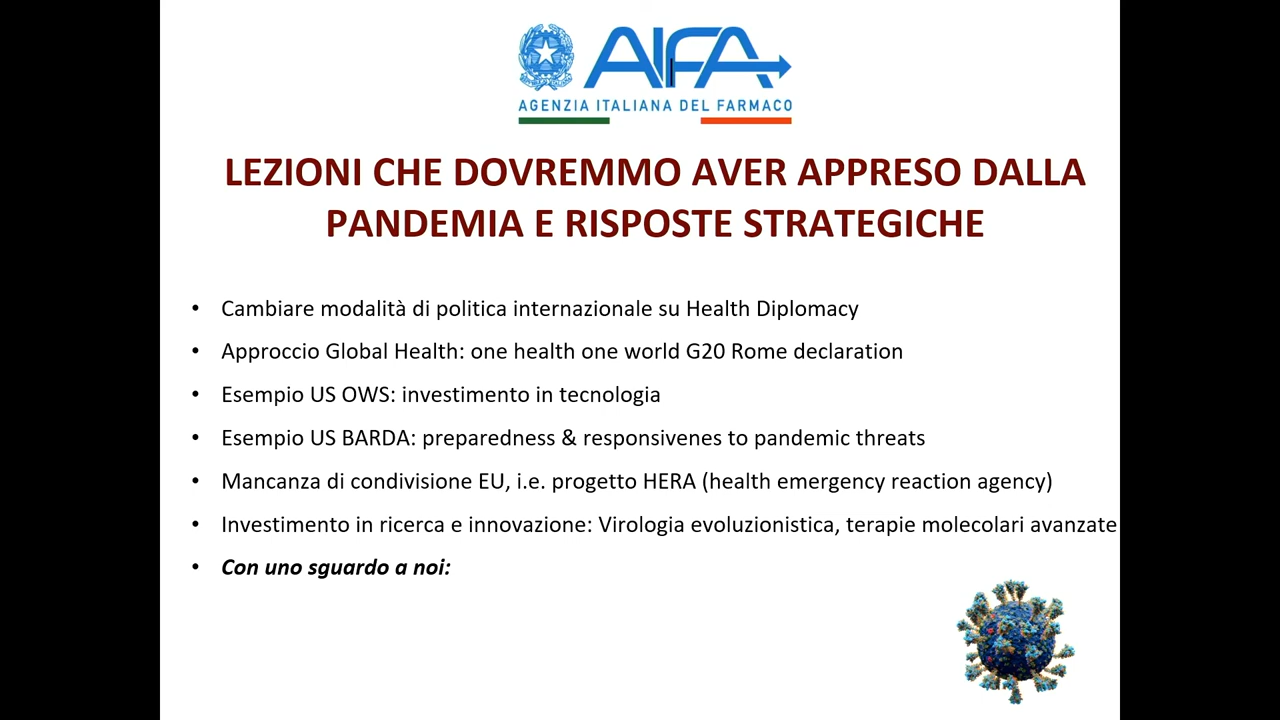 AIFA
AGENZIA ITALIANA DEL FARMACO
LEZIONI CHE DOVREMMO AVER APPRESO DALLA
PANDEMIA E RISPOSTE STRATEGICHE
• Cambiare modalità di politica internazionale su Health Diplomacy
• Approccio Global Health: one health one world G20 Rome declaration
• Esempio US OWS: investimento in tecnologia
• Esempio US BARDA: preparedness & responsivenes to pandemic threats
• Mancanza di condivisione EU, i.e. progetto HERA (health emergency reaction agency)
• Investimento in ricerca e innovazione: Virologia evoluzionistica, terapie molecolari avanzate
• Con uno sguardo a noi: